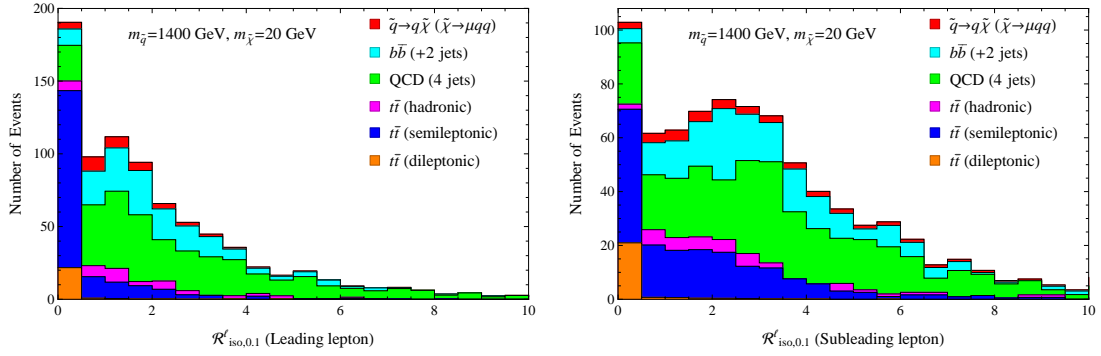 m_q̃=1400 GeV, m_χ̃=20 GeV
q̃→qχ̃ (χ̃→μqq)
bb̄ (+2 jets)
QCD (4 jets)
tt̄ (hadronic)
tt̄ (semileptonic)
tt̄ (dileptonic)
Number of Events
200
150
100
50
0
0 2 4 6 8 10
ℛ^ℓ_iso,0.1 (Leading lepton)
m_q̃=1400 GeV, m_χ̃=20 GeV
q̃→qχ̃ (χ̃→μqq)
bb̄ (+2 jets)
QCD (4 jets)
tt̄ (hadronic)
tt̄ (semileptonic)
tt̄ (dileptonic)
Number of Events
100
80
60
40
20
0
0 2 4 6 8 10
ℛ^ℓ_iso,0.1 (Subleading lepton)